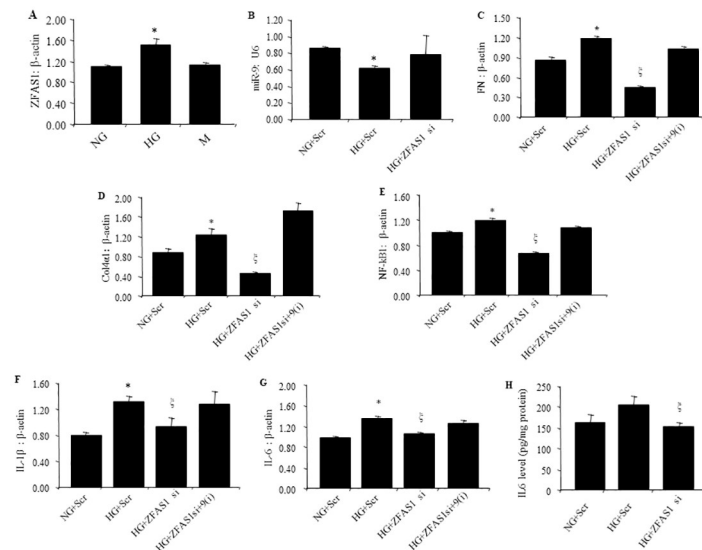 A
ZFAS1: β-actin
2.00
1.60
1.20
0.80
0.40
0.00
*
NG
HG
M
B
miR-9: U6
1.20
1.00
0.80
0.60
0.40
0.20
0.00
*
NG+Scr
HG+Scr
HG+ZFAS1 si
C
FN : β-actin
1.50
1.20
0.90
0.60
0.30
0.00
*
ξ
NG+Scr
HG+Scr
HG+ZFAS1 si
HG+ZFAS1si+9(i)
D
Col4α1: β-actin
2.00
1.60
1.20
0.80
0.40
0.00
*
ξ
NG+Scr
HG+Scr
HG+ZFAS1 si
HG+ZFAS1si+9(i)
E
NF-kB1: β-actin
1.50
1.20
0.90
0.60
0.30
0.00
*
ξ
NG+Scr
HG+Scr
HG+ZFAS1 si
HG+ZFAS1si+9(i)
F
IL-1β : β-actin
1.60
1.20
0.80
0.40
0.00
*
ξ
NG+Scr
HG+Scr
HG+ZFAS1 si
HG+ZFAS1si+9(i)
G
IL-6 : β-actin
2.00
1.60
1.20
0.80
0.40
0.00
*
ξ
NG+Scr
HG+Scr
HG+ZFAS1 si
HG+ZFAS1si+9(i)
H
IL6 level (pg/mg protein)
250
200
150
100
50
0
ξ
NG+Scr
HG+Scr
HG+ZFAS1 si